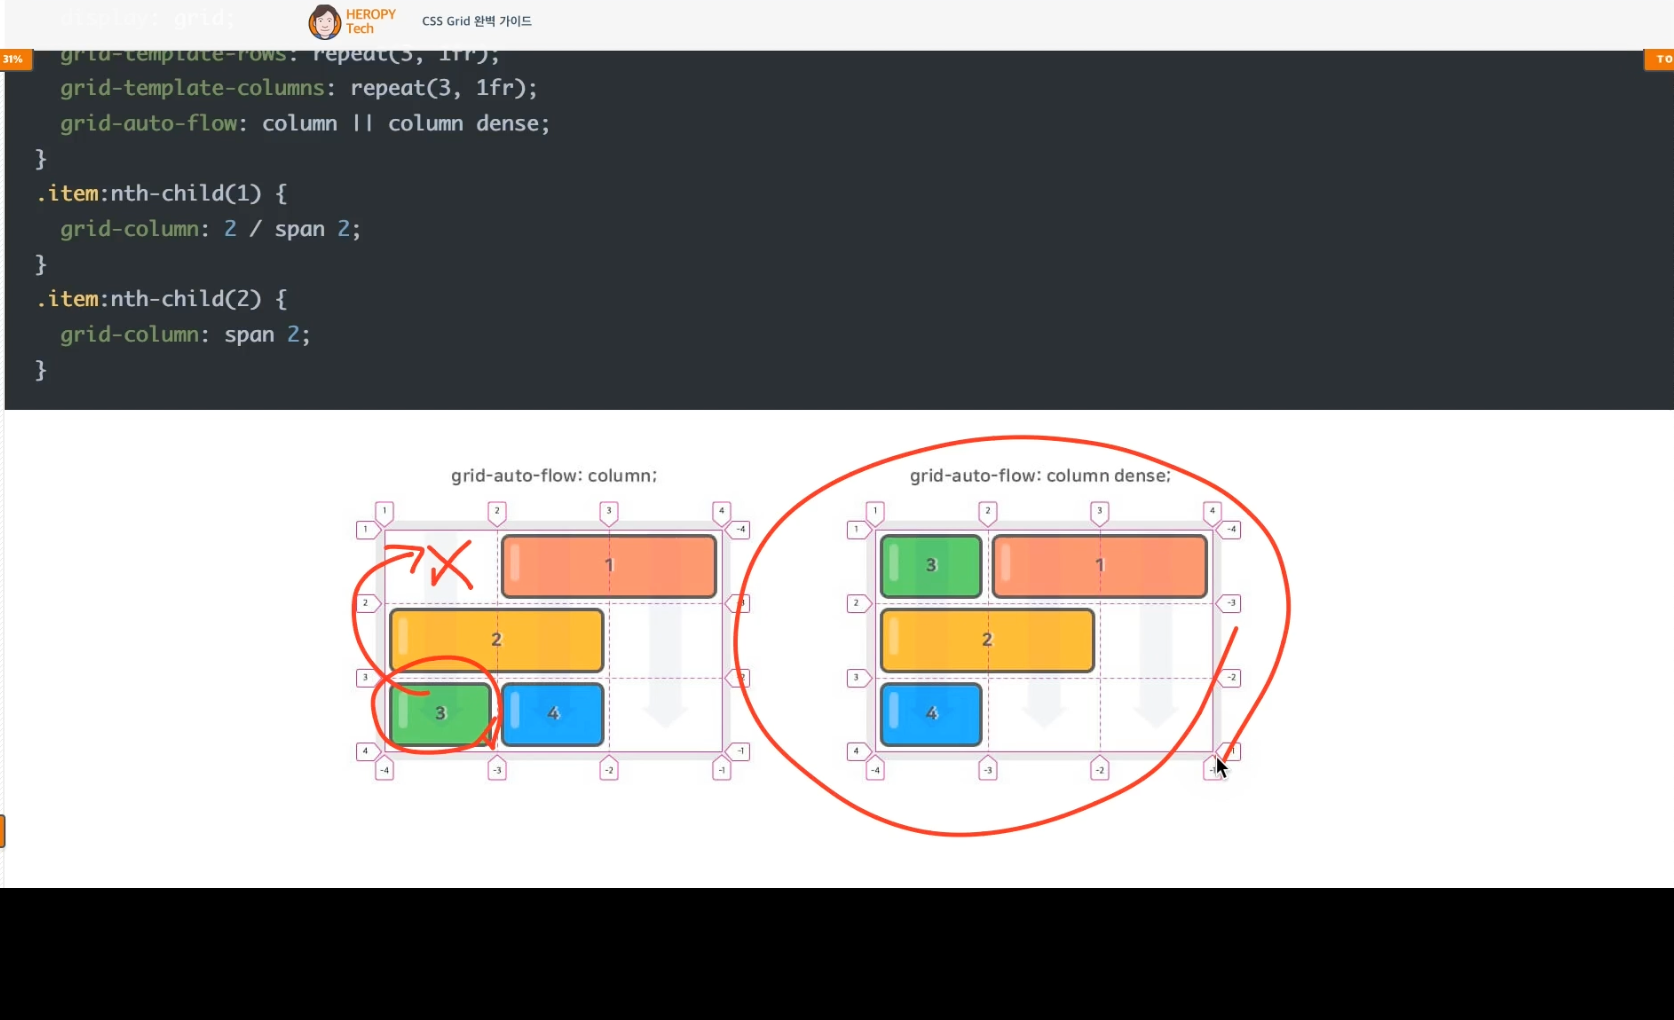 display: grid;
HEROPY
Tech
CSS Grid 완벽 가이드
31%
TO
grid-template-rows: repeat(3, 1fr);
grid-template-columns: repeat(3, 1fr);
grid-auto-flow: column || column dense;
}
.item:nth-child(1) {
grid-column: 2 / span 2;
}
.item:nth-child(2) {
grid-column: span 2;
}
grid-auto-flow: column;
1 2 3 4
1 -4
1
2
2
3
3 4
4 -1
-4 -3 -2 -1
grid-auto-flow: column dense;
1 2 3 4
1 -4
3 1
2 -3
2
3 -2
4
4
-4 -3 -2